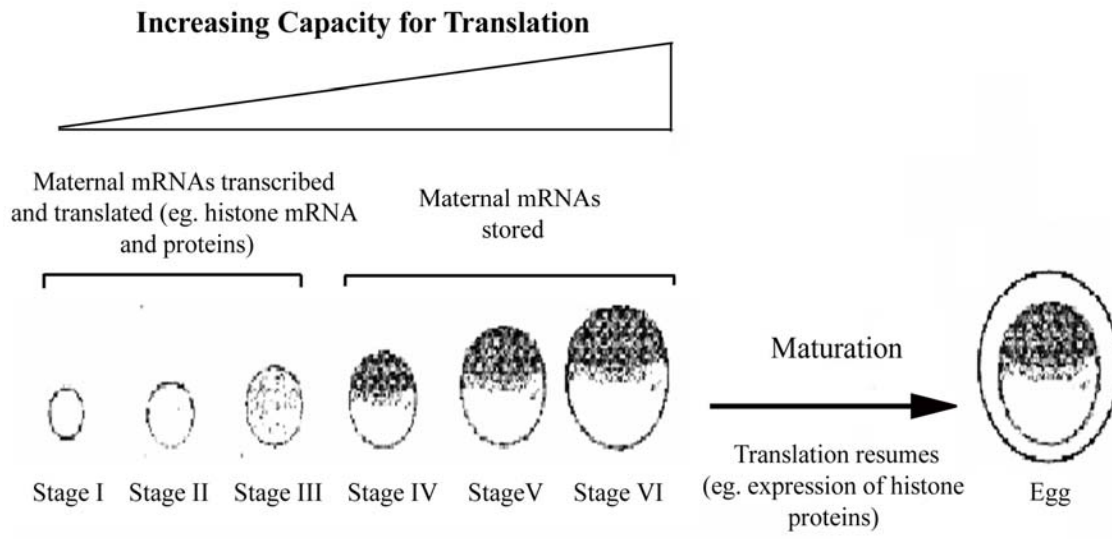 Increasing Capacity for Translation
Maternal mRNAs transcribed
and translated (eg. histone mRNA
and proteins)
Maternal mRNAs
stored
Maturation
Translation resumes
(eg. expression of histone
proteins)
Stage I
Stage II
Stage III
Stage IV
StageV
Stage VI
Egg